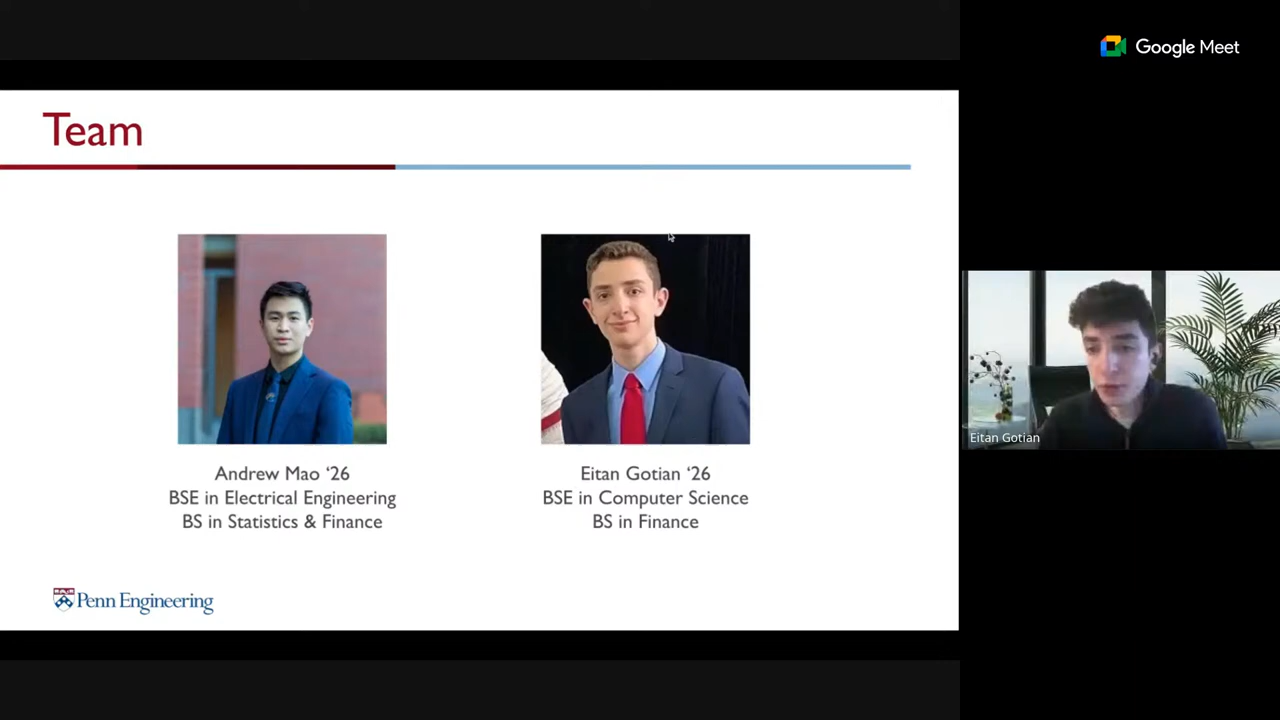 Google Meet
Team
Andrew Mao ‘26
BSE in Electrical Engineering
BS in Statistics & Finance
Eitan Gotian ‘26
BSE in Computer Science
BS in Finance
Penn Engineering
Eitan Gotian